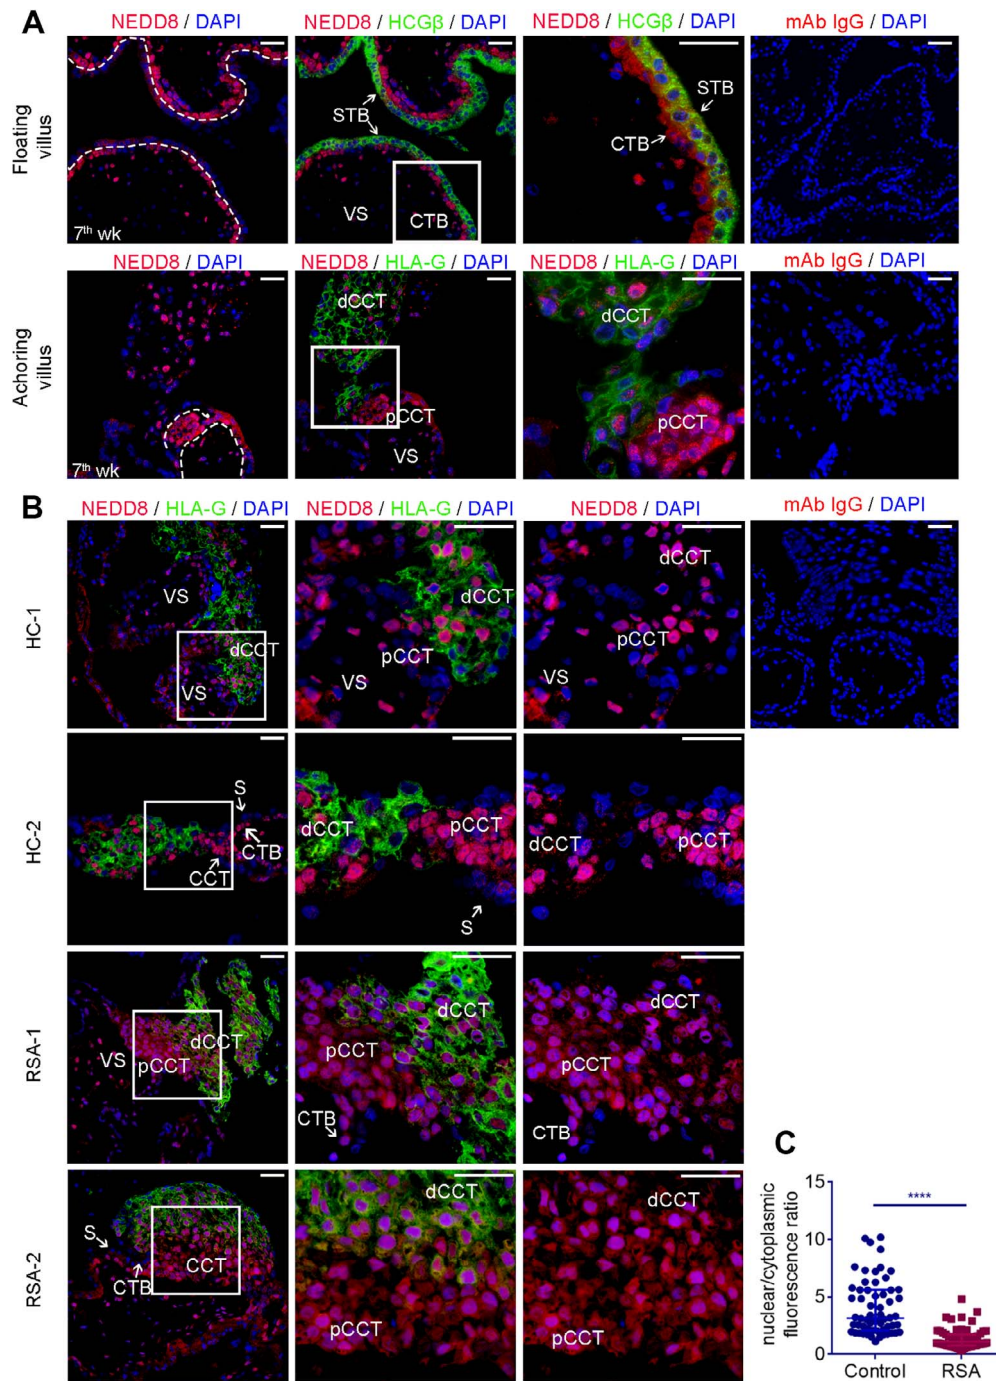 A
NEDD8 / DAPI
NEDD8 / HCGβ / DAPI
NEDD8 / HCGβ / DAPI
mAb IgG / DAPI
Floating villus
7th wk
STB
VS
CTB
STB
CTB
NEDD8 / DAPI
NEDD8 / HLA-G / DAPI
NEDD8 / HLA-G / DAPI
mAb IgG / DAPI
Achoring villus
7th wk
dCCT
pCCT
VS
dCCT
pCCT
B
NEDD8 / HLA-G / DAPI
NEDD8 / HLA-G / DAPI
NEDD8 / DAPI
mAb IgG / DAPI
HC-1
VS
dCCT
VS
dCCT
pCCT
VS
dCCT
pCCT
VS
HC-2
S
CTB
CCT
dCCT
pCCT
S
dCCT
pCCT
RSA-1
VS
dCCT
pCCT
dCCT
pCCT
CTB
dCCT
pCCT
CTB
RSA-2
S
CTB
CCT
dCCT
pCCT
dCCT
pCCT
C
nuclear/cytoplasmic
fluorescence ratio
15
10
5
0
****
Control
RSA